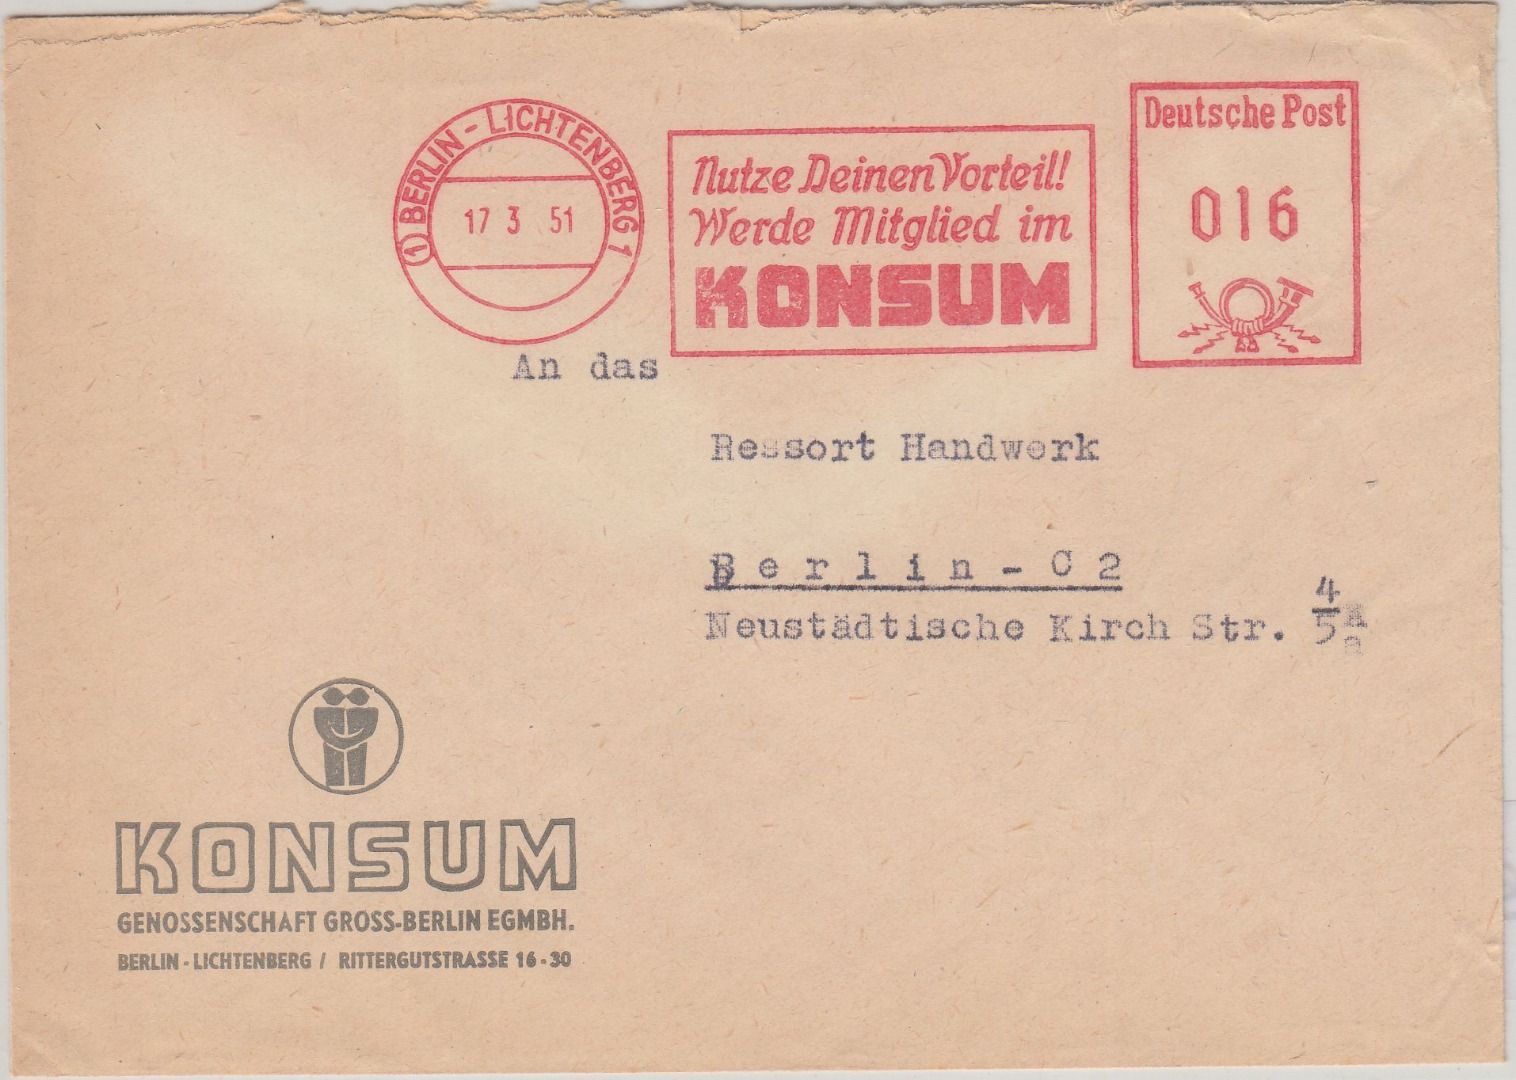 (1) BERLIN-LICHTENBERG 1
17 3 51
Nutze Deinen Vorteil!
Werde Mitglied im
KONSUM
Deutsche Post
016
An das
Ressort Handwerk
Berlin-C2
Neustädtische Kirch Str. 4/5
KONSUM
GENOSSENSCHAFT GROSS-BERLIN EGMBH.
BERLIN-LICHTENBERG / RITTERGUTSTRASSE 16-30